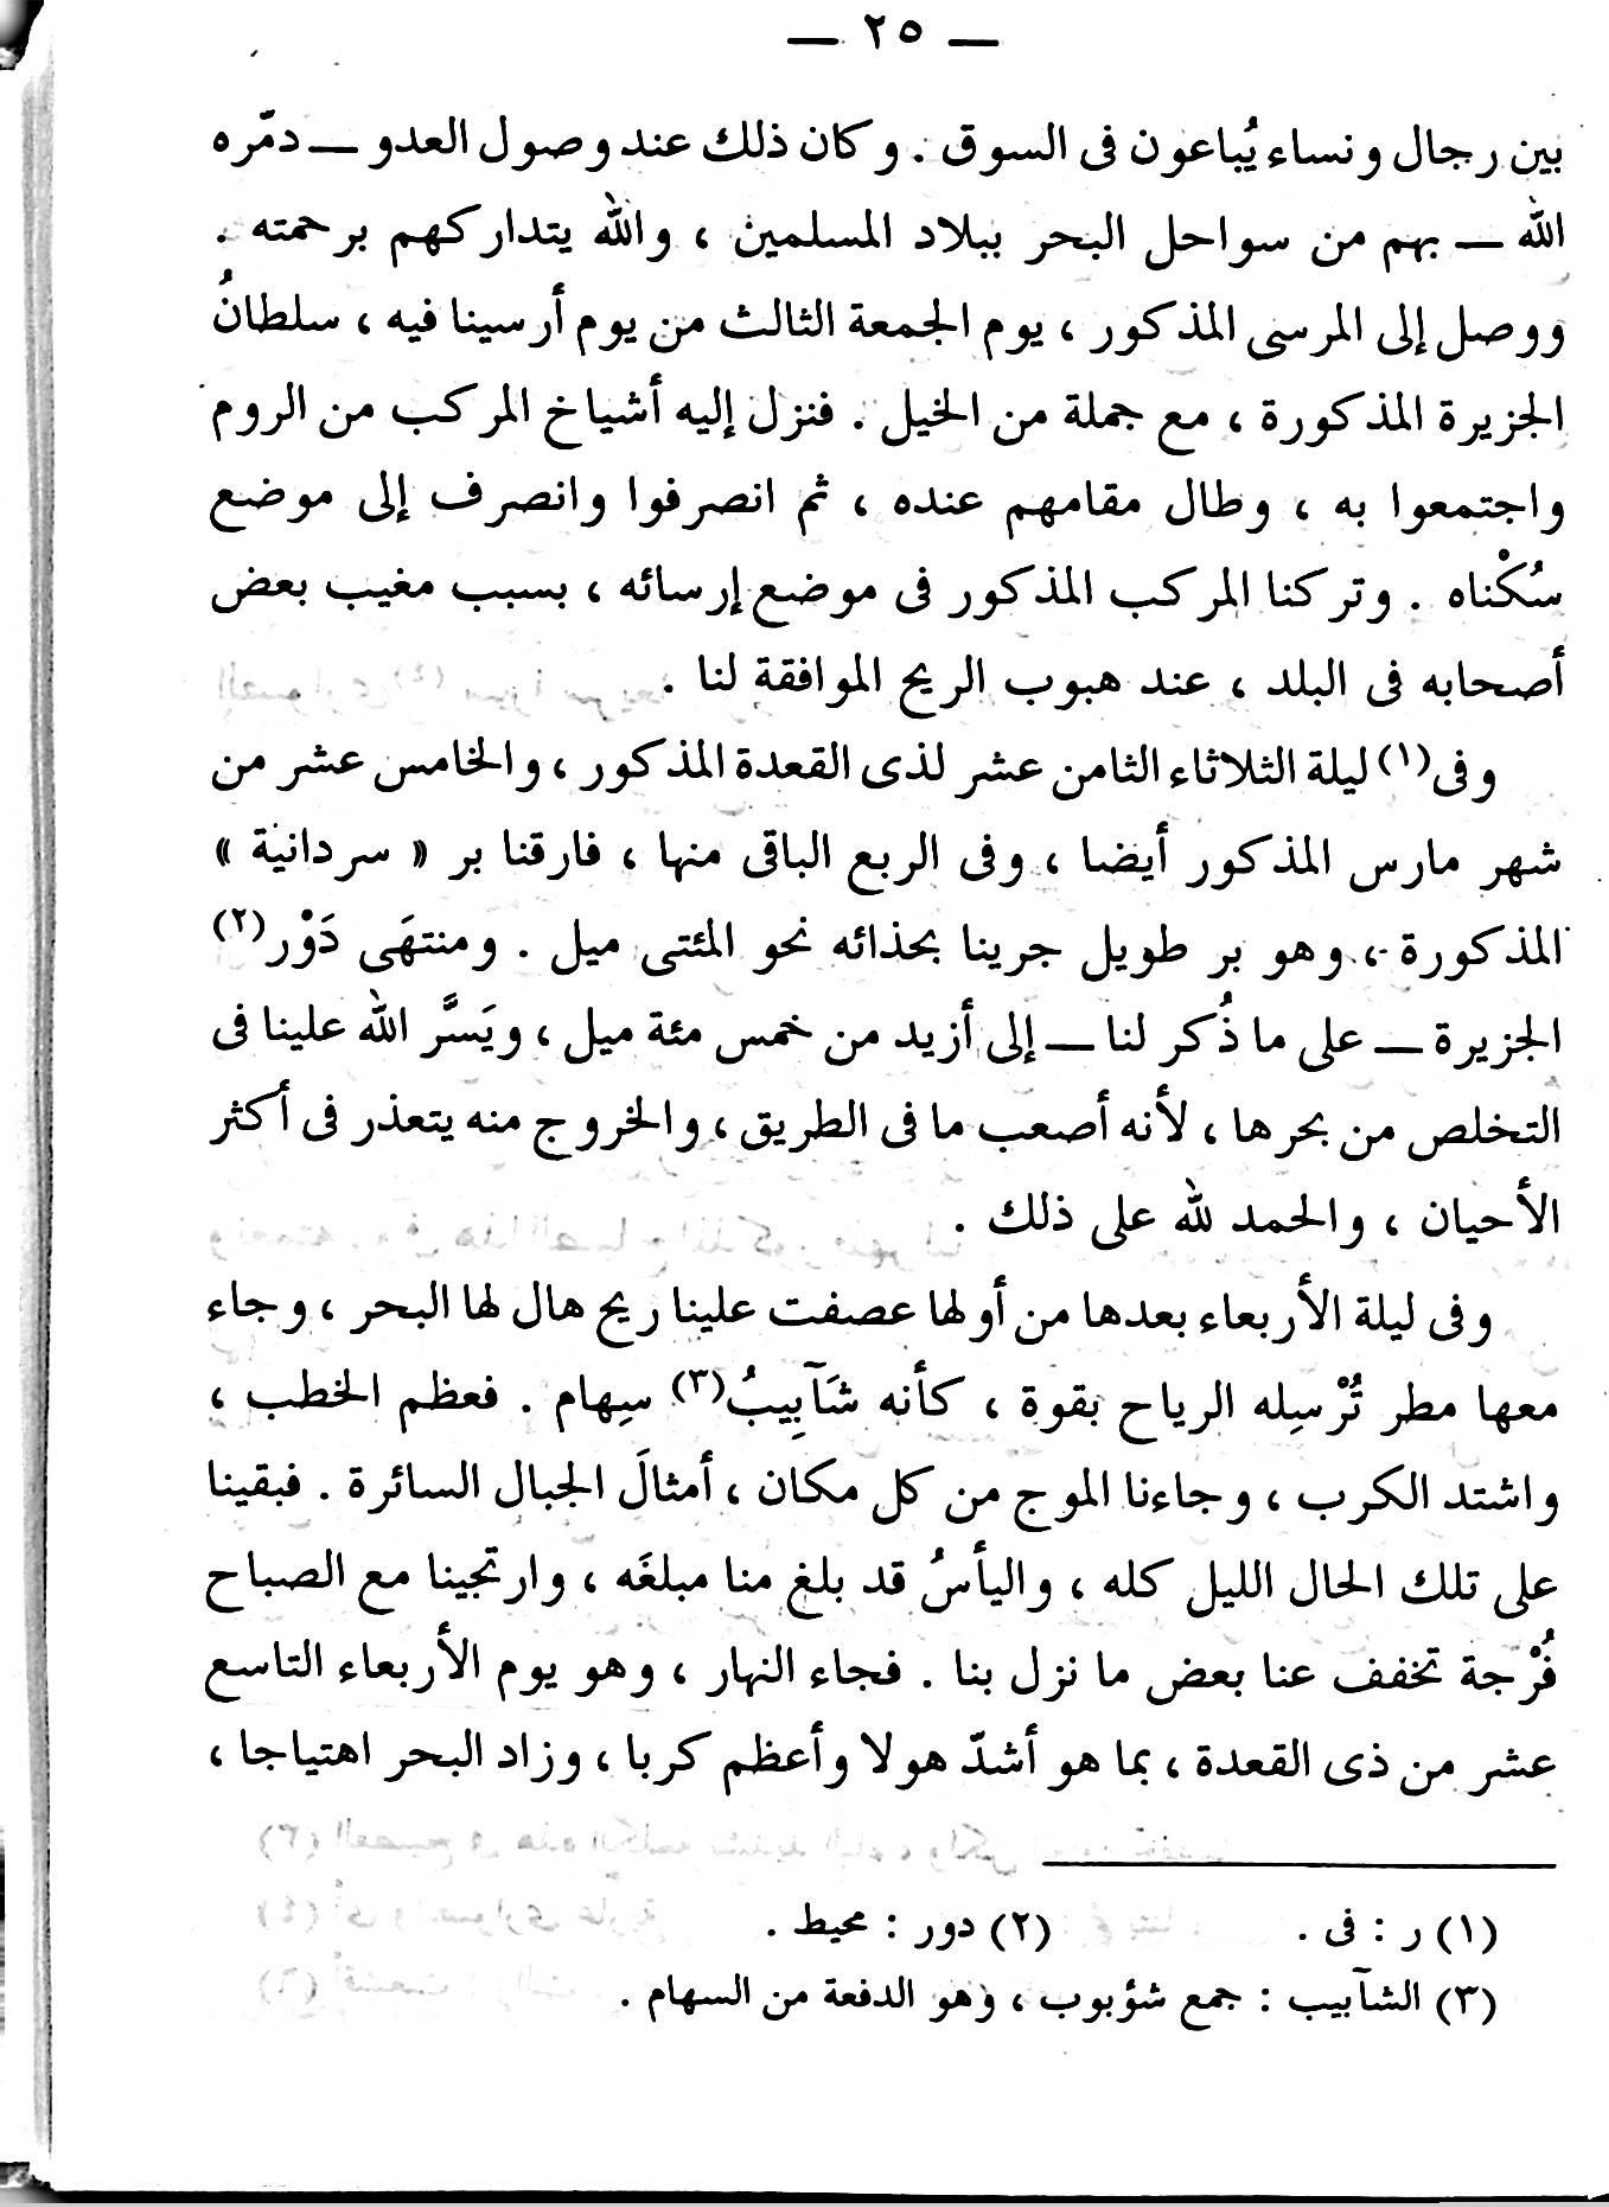 — ٢٥ —
بين رجال ونساء يُباعون فى السوق . وكان ذلك عند وصول العدو — دمّره
الله — بهم من سواحل البحر ببلاد المسلمين ، والله يتداركهم برحمته .
ووصل إلى المرسى المذكور ، يوم الجمعة الثالث من يوم أرسينا فيه ، سلطانُ
الجزيرة المذكورة ، مع جملة من الخيل . فنزل إليه أشياخ المركب من الروم
واجتمعوا به ، وطال مقامهم عنده ، ثم انصرفوا وانصرف إلى موضع
سُكْناه . وتركنا المركب المذكور فى موضع إرسائه ، بسبب مغيب بعض
أصحابه فى البلد ، عند هبوب الريح الموافقة لنا .
وفى(١) ليلة الثلاثاء الثامن عشر لذى القعدة المذكور ، والخامس عشر من
شهر مارس المذكور أيضا ، وفى الربع الباقى منها ، فارقنا بر « سردانية »
المذكورة ، وهو بر طويل جرينا بحذائه نحو المئتى ميل . ومنتهَى دَوْر(٢)
الجزيرة — على ما ذُكر لنا — إلى أزيد من خمس مئة ميل ، ويَسَّر الله علينا فى
التخلص من بحرها ، لأنه أصعب ما فى الطريق ، والخروج منه يتعذر فى أكثر
الأحيان ، والحمد لله على ذلك .
وفى ليلة الأربعاء بعدها من أولها عصفت علينا ريح هال لها البحر ، وجاء
معها مطر تُرْسِله الرياح بقوة ، كأنه شَآبِيبُ(٣) سِهام . فعظم الخطب ،
واشتد الكرب ، وجاءنا الموج من كل مكان ، أمثالَ الجبال السائرة . فبقينا
على تلك الحال الليل كله ، واليأسُ قد بلغ منا مبلغَه ، وارتجينا مع الصباح
فُرْجة تخفف عنا بعض ما نزل بنا . فجاء النهار ، وهو يوم الأربعاء التاسع
عشر من ذى القعدة ، بما هو أشدّ هولا وأعظم كربا ، وزاد البحر اهتياجا ،
(١) ر : فى . (٢) دور : محيط .
(٣) الشآبيب : جمع شؤبوب ، وهو الدفعة من السهام .